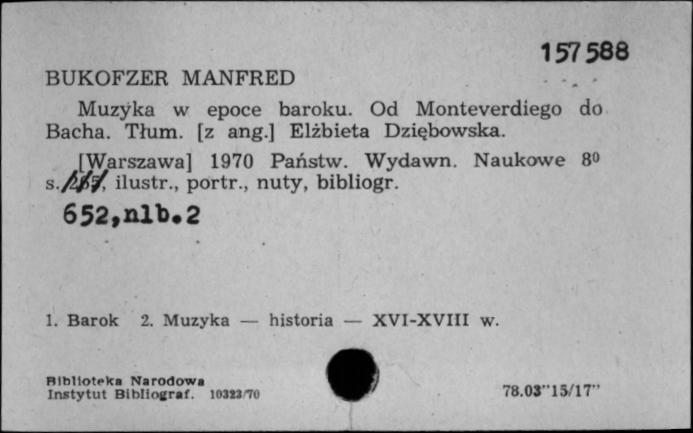 157588
BUKOFZER MANFRED
Muzyka w epoce baroku. Od Monteverdiego do
Bacha. Tłum. [z ang.] Elżbieta Dziębowska.
[Warszawa] 1970 Państw. Wydawn. Naukowe 8⁰
s. , ilustr., portr., nuty, bibliogr.
652,nlb.2
1. Barok 2. Muzyka — historia — XVI-XVIII w.
Biblioteka Narodowa
Instytut Bibliograf. 10323/70
78.03"15/17"